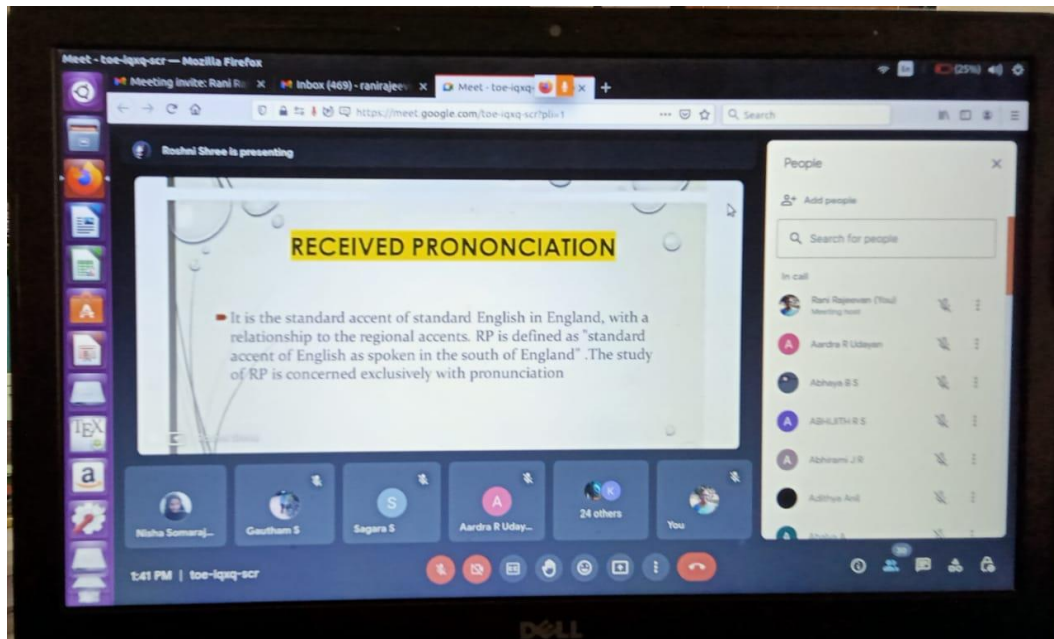 Meet - toe-iqxq-scr — Mozilla Firefox
(25%)
Meeting invite: Rani R
Inbox (469) - ranirajeev
Meet - toe-iqxq-
https://meet.google.com/toe-iqxq-scr?pli=1
Search
Roshni Shree is presenting
RECEIVED PRONONCIATION
It is the standard accent of standard English in England, with a
relationship to the regional accents. RP is defined as "standard
accent of English as spoken in the south of England" .The study
of RP is concerned exclusively with pronunciation
People
Add people
Search for people
In call
Rani Rajeevan (You)
Meeting host
A Aardra R Udayan
Abhaya B S
A ABHIJITH R S
A Abhirami J R
Adithya Anil
A
TEX
a
Nisha Somaraj...
Gautham S
S
Sagara S
A
Aardra R Uday...
K
24 others
You
1:41 PM | toe-iqxq-scr
30
DELL